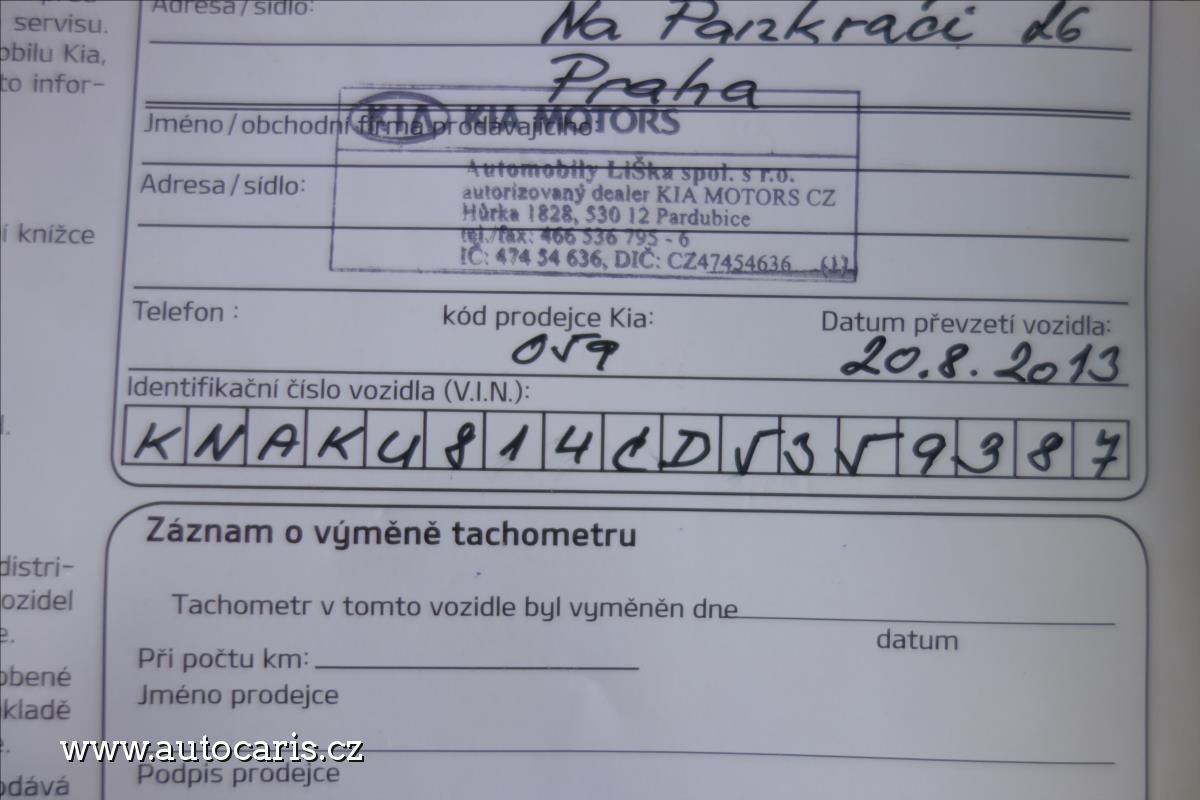 Adresa/sídlo:
servisu.
Na Pankráci 26
obilu Kia,
to infor-
Praha
KIA KIA MOTORS
Jméno/obchodní firma prodávajícího:
Automobily Liška spol. s r.o.
Adresa/sídlo:
autorizovaný dealer KIA MOTORS CZ
Hůrka 1828, 530 12 Pardubice
í knížce
tel./fax: 466 536 795 - 6
IČ: 474 54 636, DIČ: CZ47454636 (1)
Telefon :
kód prodejce Kia:
Datum převzetí vozidla:
059
20.8.2013
Identifikační číslo vozidla (V.I.N.):
KNAKU814CD5359387
Záznam o výměně tachometru
distri-
Tachometr v tomto vozidle byl vyměněn dne
ozidel
e.
datum
Při počtu km:
obené
Jméno prodejce
kladě
www.autocaris.cz
Podpis prodejce
odává